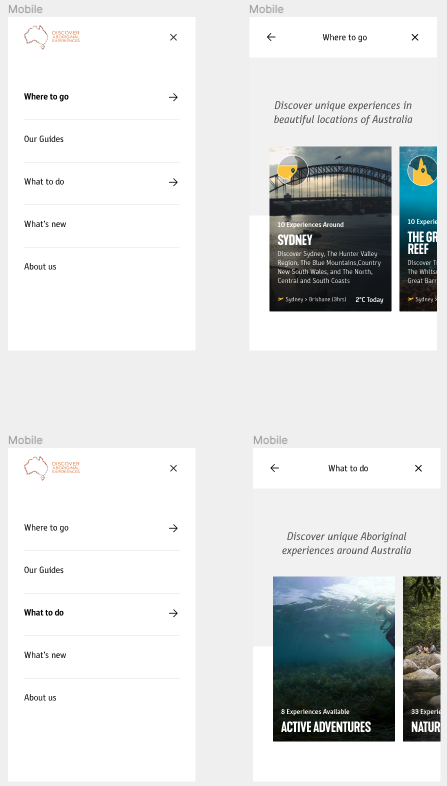 Mobile
DISCOVER
ABORIGINAL
EXPERIENCES
Where to go
Our Guides
What to do
What's new
About us
Mobile
Where to go
Discover unique experiences in
beautiful locations of Australia
10 Experiences Around
SYDNEY
Discover Sydney, The Hunter Valley
Region, The Blue Mountains,Country
New South Wales, and The North,
Central and South Coasts
Sydney > Brisbane (3hrs) 2°C Today
10 Experie
THE GR
REEF
Discover T
The Whits
Great Barr
Sydney >
Mobile
DISCOVER
ABORIGINAL
EXPERIENCES
Where to go
Our Guides
What to do
What's new
About us
Mobile
What to do
Discover unique Aboriginal
experiences around Australia
8 Experiences Available
ACTIVE ADVENTURES
33 Experie
NATUR